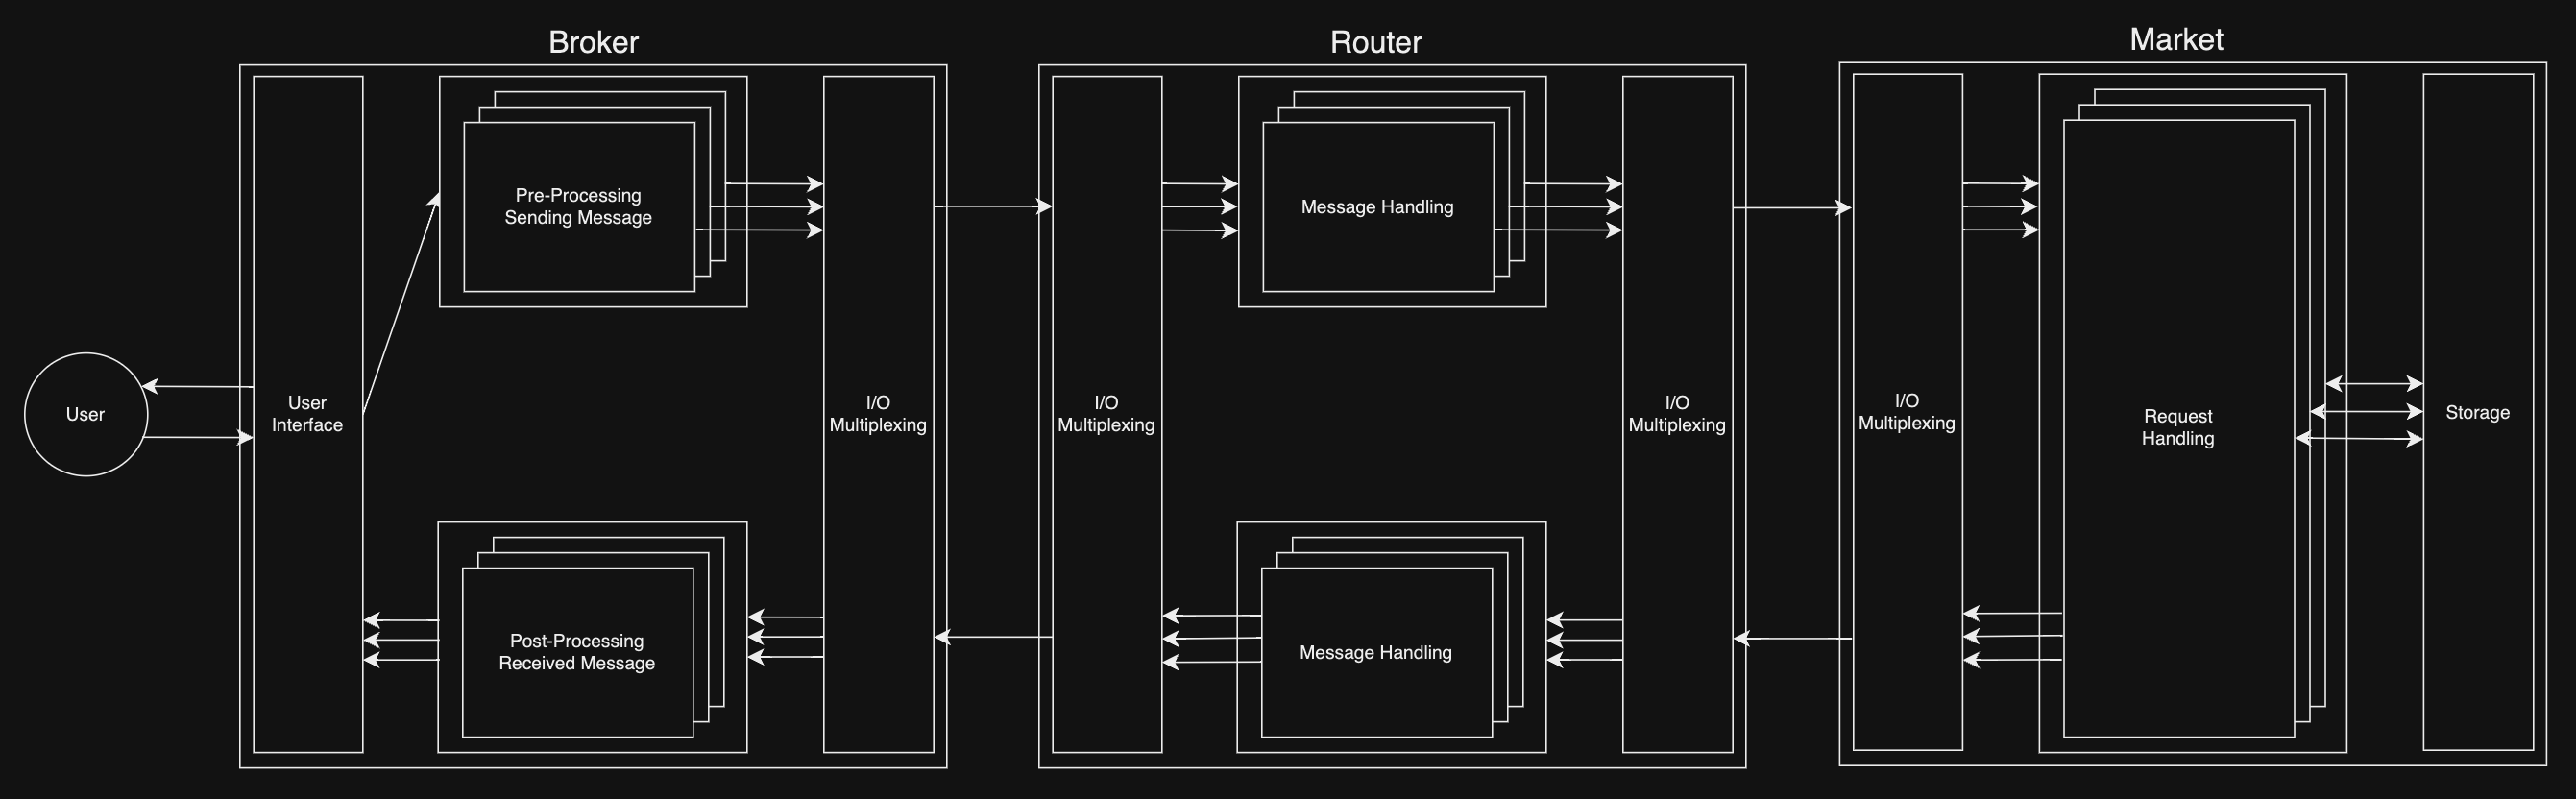 Broker
Router
Market
User
User
Interface
Pre-Processing
Sending Message
Post-Processing
Received Message
I/O
Multiplexing
I/O
Multiplexing
Message Handling
Message Handling
I/O
Multiplexing
I/O
Multiplexing
Request
Handling
Storage